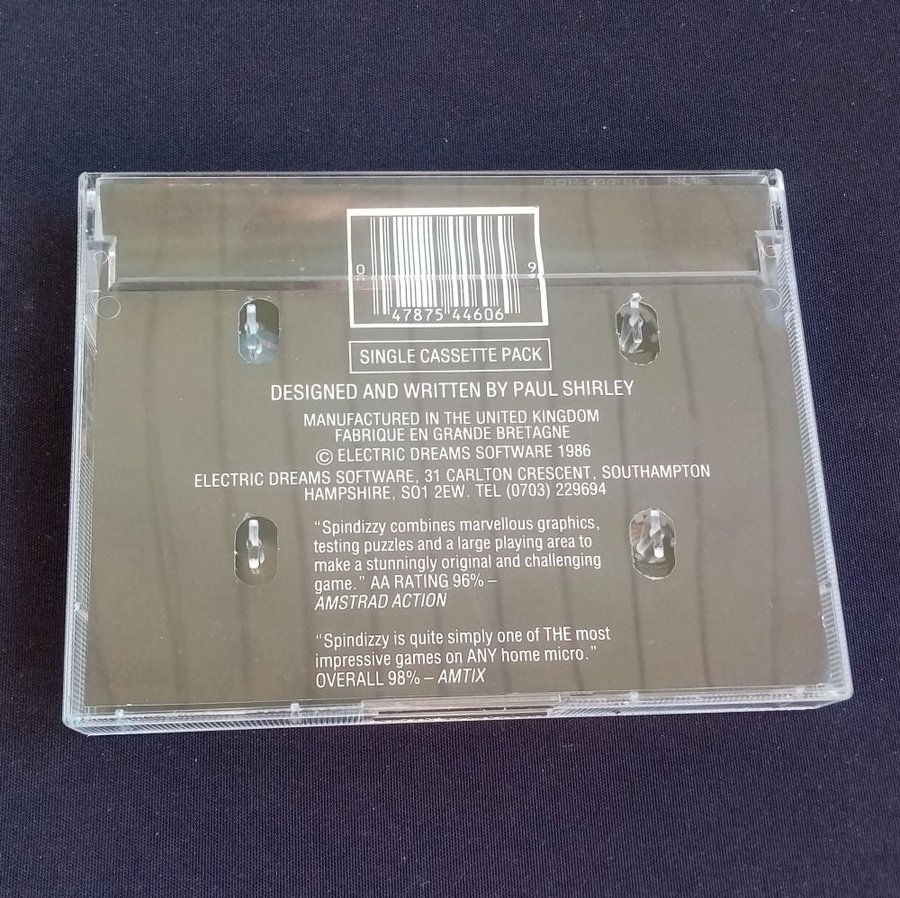 0 9
47875 44606
SINGLE CASSETTE PACK
DESIGNED AND WRITTEN BY PAUL SHIRLEY
MANUFACTURED IN THE UNITED KINGDOM
FABRIQUE EN GRANDE BRETAGNE
© ELECTRIC DREAMS SOFTWARE 1986
ELECTRIC DREAMS SOFTWARE, 31 CARLTON CRESCENT, SOUTHAMPTON
HAMPSHIRE, SO1 2EW. TEL (0703) 229694
“Spindizzy combines marvellous graphics,
testing puzzles and a large playing area to
make a stunningly original and challenging
game.” AA RATING 96% –
AMSTRAD ACTION
“Spindizzy is quite simply one of THE most
impressive games on ANY home micro.”
OVERALL 98% – AMTIX